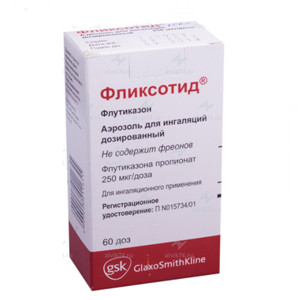 Фликсотид®
Флутиказон
Аэрозоль для ингаляций
дозированный
Не содержит фреонов
Флутиказона пропионат
250 мкг/доза
Для ингаляционного применения
Регистрационное
удостоверение: П N015734/01
60 доз
gsk GlaxoSmithKline